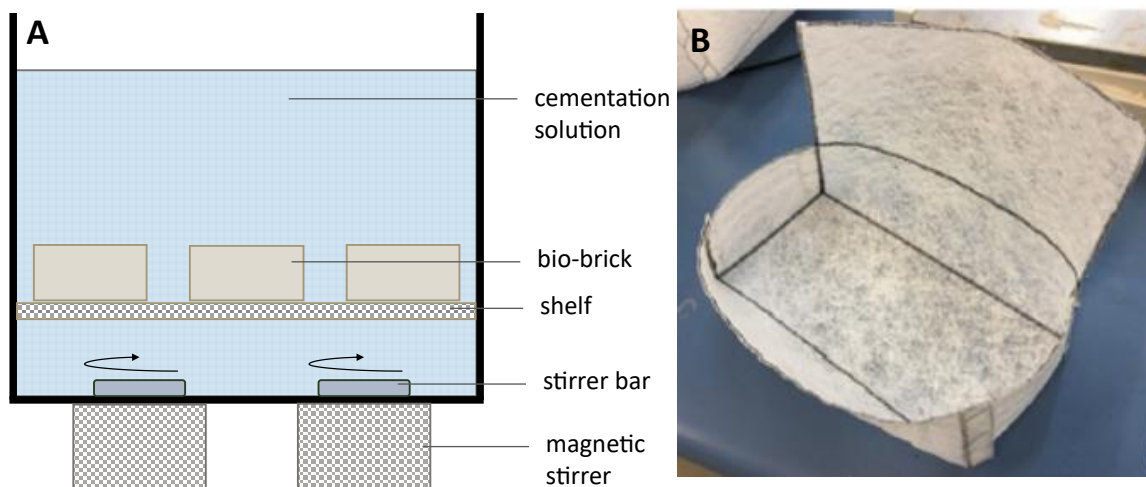 A
cementation
solution
bio-brick
shelf
stirrer bar
magnetic
stirrer
B